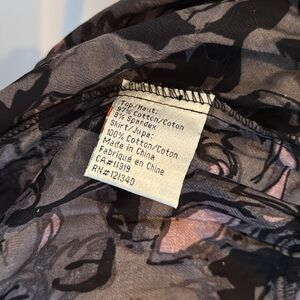 Top/Haut:
97% Cotton/Coton
3% Spandex
Skirt/Jupa:
100% Cotton/Coton
Made in China
Fabriqué en Chine
CA#11919
RN#121340